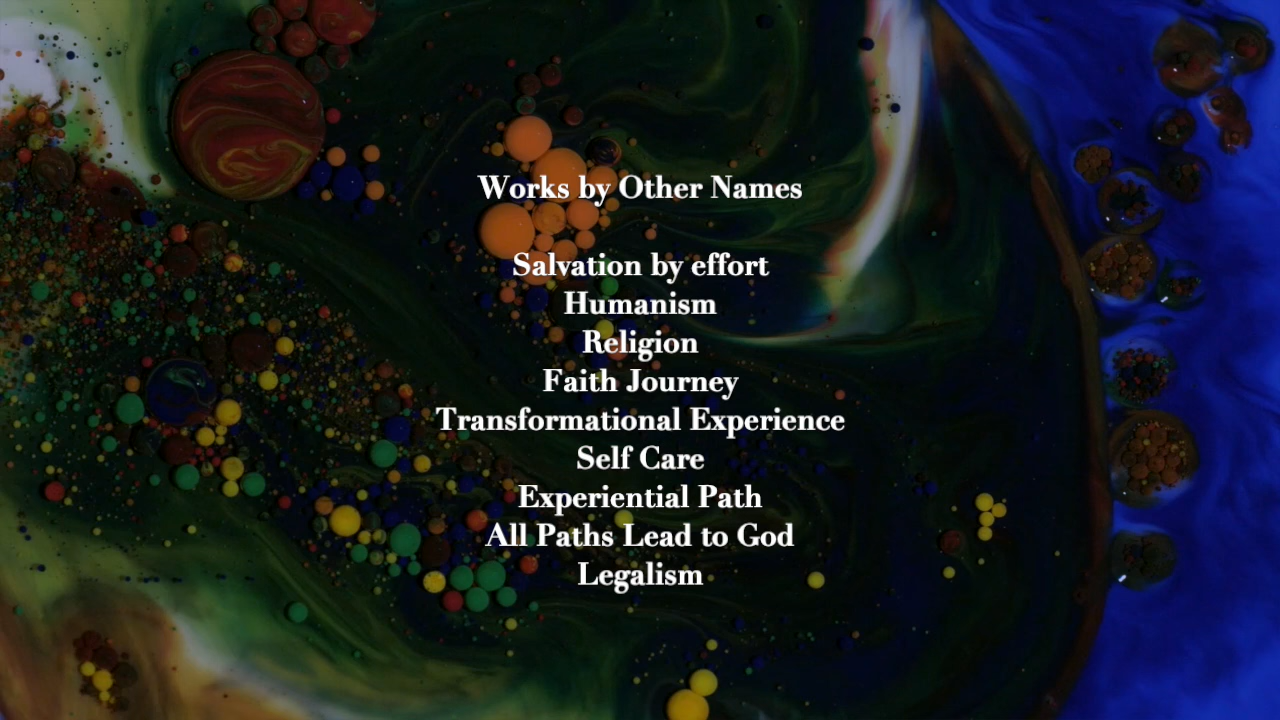 Works by Other Names
Salvation by effort
Humanism
Religion
Faith Journey
Transformational Experience
Self Care
Experiential Path
All Paths Lead to God
Legalism